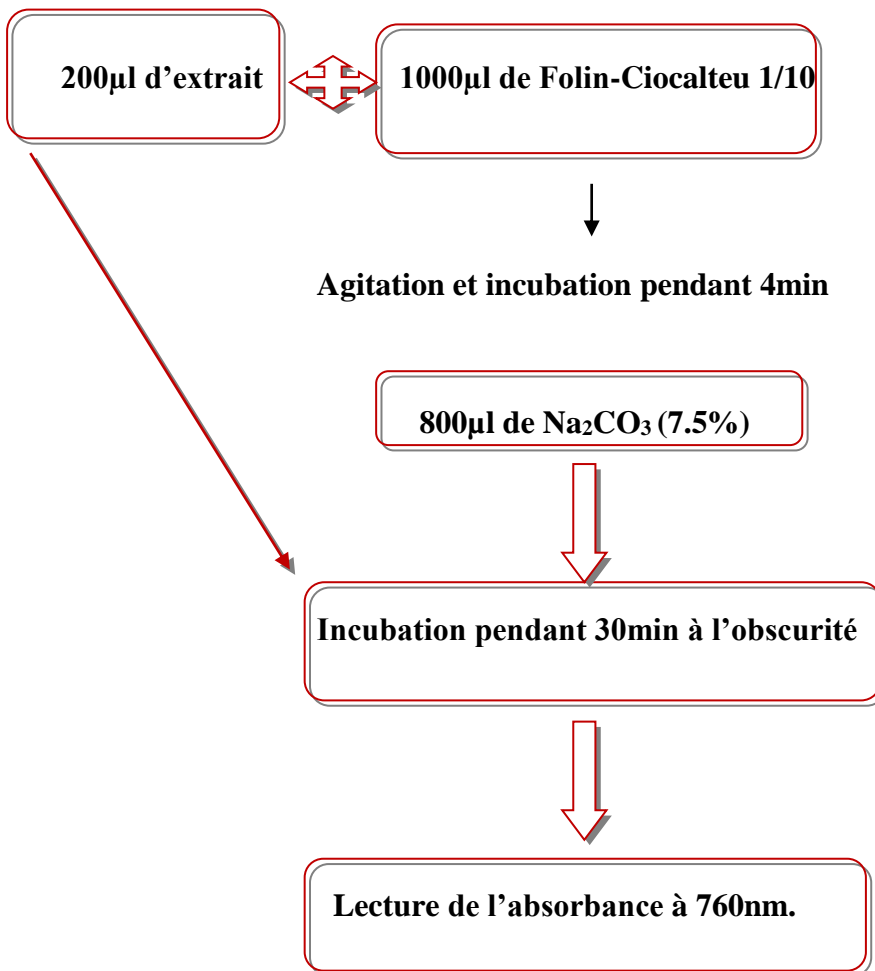 200µl d’extrait
1000µl de Folin-Ciocalteu 1/10
Agitation et incubation pendant 4min
800µl de Na₂CO₃ (7.5%)
Incubation pendant 30min à l’obscurité
Lecture de l’absorbance à 760nm.